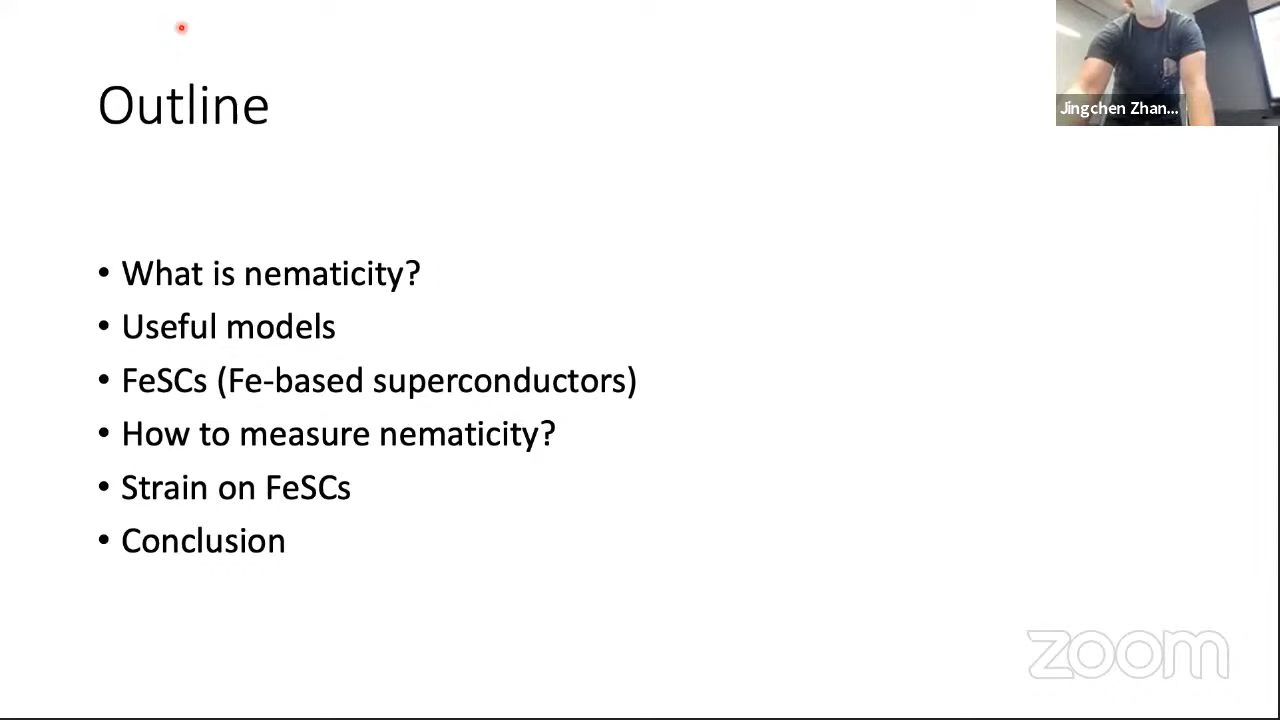 Jingchen Zhan...
Outline
• What is nematicity?
• Useful models
• FeSCs (Fe-based superconductors)
• How to measure nematicity?
• Strain on FeSCs
• Conclusion
zoom